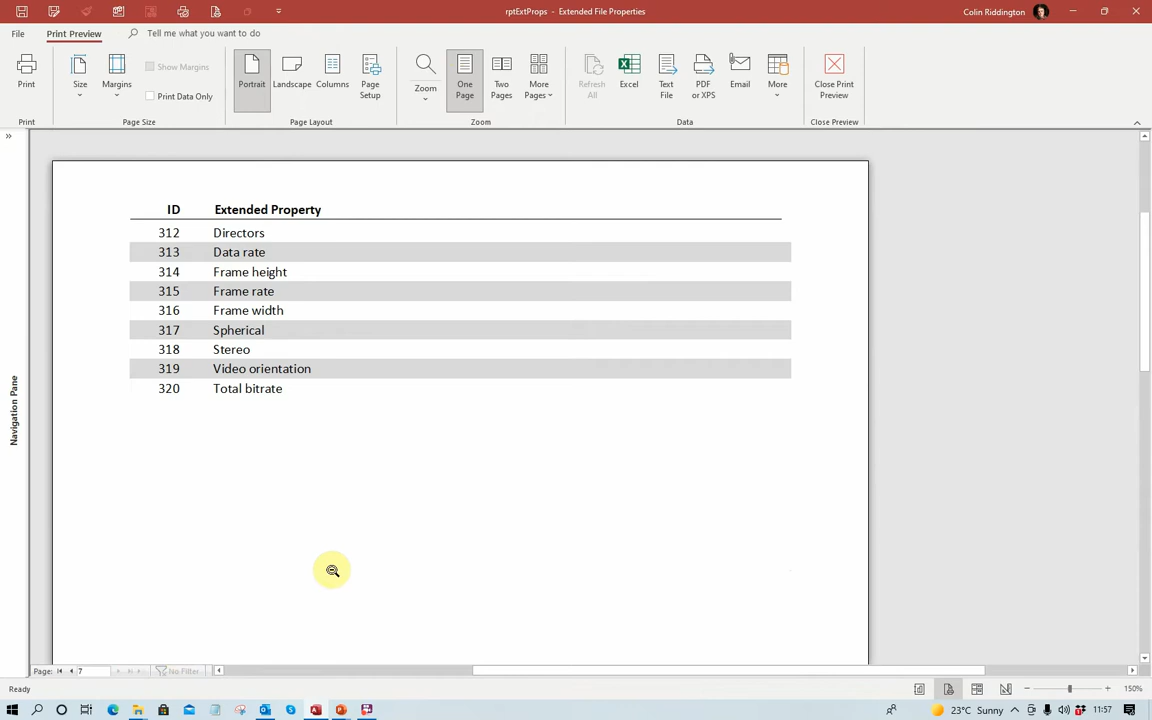 rptExtProps - Extended File Properties
Colin Riddington
File
Print Preview
Tell me what you want to do
Print
Size
Margins
Show Margins
Print Data Only
Portrait
Landscape
Columns
Page
Setup
Zoom
One
Page
Two
Pages
More
Pages
Refresh
All
Excel
Text
File
PDF
or XPS
Email
More
Close Print
Preview
Print
Page Size
Page Layout
Zoom
Data
Close Preview
Navigation Pane
ID Extended Property
312 Directors
313 Data rate
314 Frame height
315 Frame rate
316 Frame width
317 Spherical
318 Stereo
319 Video orientation
320 Total bitrate
Page: 7 No Filter
Ready
150%
23°C Sunny
11:57